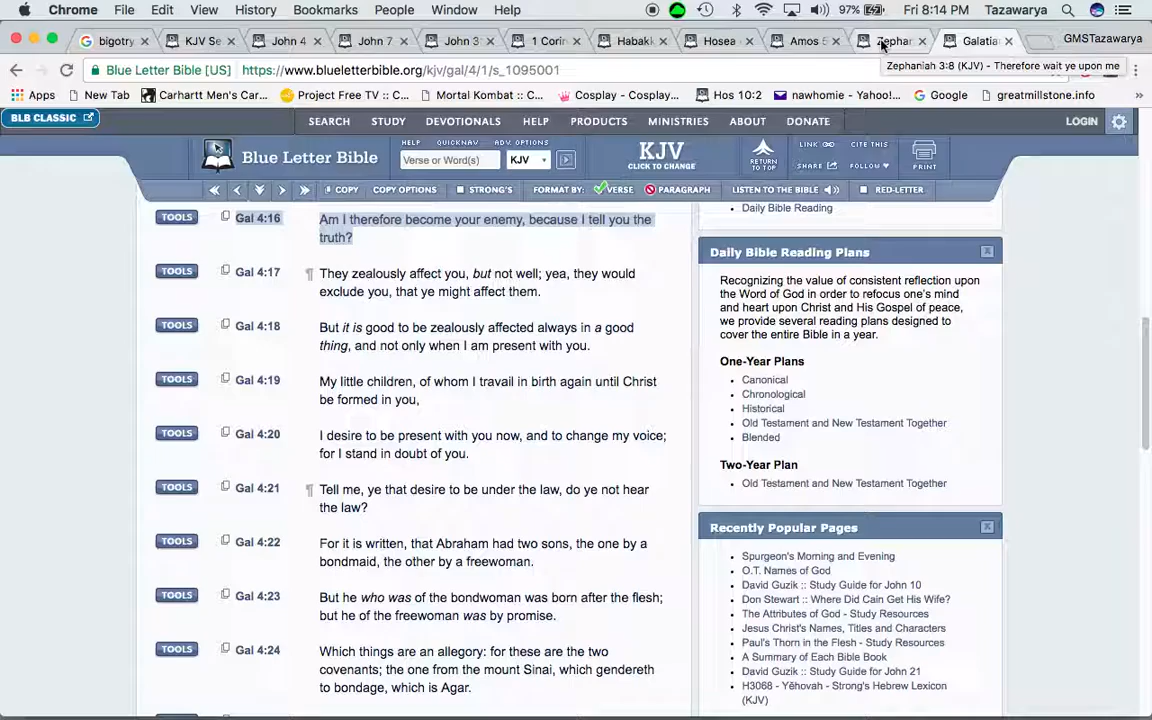 Chrome File Edit View History Bookmarks People Window Help 97% Fri 8:14 PM Tazawarya
bigotry KJV Se John 4 John 7 John 3 1 Corin Habakk Hosea Amos 5 Zephar Galatia GMSTazawarya
Blue Letter Bible [US] https://www.blueletterbible.org/kjv/gal/4/1/s_1095001
Zephaniah 3:8 (KJV) - Therefore wait ye upon me
Apps New Tab Carhartt Men's Car... Project Free TV :: C... Mortal Kombat :: C... Cosplay - Cosplay... Hos 10:2 nawhomie - Yahoo!... Google greatmillstone.info »
BLB CLASSIC SEARCH STUDY DEVOTIONALS HELP PRODUCTS MINISTRIES ABOUT DONATE LOGIN
Blue Letter Bible
HELP QUICKNAV ADV. OPTIONS
Verse or Word(s) KJV
KJV
CLICK TO CHANGE
RETURN TO TOP
LINK CITE THIS
SHARE FOLLOW
PRINT
COPY COPY OPTIONS STRONG'S FORMAT BY: VERSE PARAGRAPH LISTEN TO THE BIBLE RED-LETTER
TOOLS Gal 4:16 Am I therefore become your enemy, because I tell you the
truth?
TOOLS Gal 4:17 ¶ They zealously affect you, but not well; yea, they would
exclude you, that ye might affect them.
TOOLS Gal 4:18 But it is good to be zealously affected always in a good
thing, and not only when I am present with you.
TOOLS Gal 4:19 My little children, of whom I travail in birth again until Christ
be formed in you,
TOOLS Gal 4:20 I desire to be present with you now, and to change my voice;
for I stand in doubt of you.
TOOLS Gal 4:21 ¶ Tell me, ye that desire to be under the law, do ye not hear
the law?
TOOLS Gal 4:22 For it is written, that Abraham had two sons, the one by a
bondmaid, the other by a freewoman.
TOOLS Gal 4:23 But he who was of the bondwoman was born after the flesh;
but he of the freewoman was by promise.
TOOLS Gal 4:24 Which things are an allegory: for these are the two
covenants; the one from the mount Sinai, which gendereth
to bondage, which is Agar.
Daily Bible Reading
Daily Bible Reading Plans
Recognizing the value of consistent reflection upon
the Word of God in order to refocus one's mind
and heart upon Christ and His Gospel of peace,
we provide several reading plans designed to
cover the entire Bible in a year.
One-Year Plans
Canonical
Chronological
Historical
Old Testament and New Testament Together
Blended
Two-Year Plan
Old Testament and New Testament Together
Recently Popular Pages
Spurgeon's Morning and Evening
O.T. Names of God
David Guzik :: Study Guide for John 10
Don Stewart :: Where Did Cain Get His Wife?
The Attributes of God - Study Resources
Jesus Christ's Names, Titles and Characters
Paul's Thorn in the Flesh - Study Resources
A Summary of Each Bible Book
David Guzik :: Study Guide for John 21
H3068 - Yĕhovah - Strong's Hebrew Lexicon
(KJV)